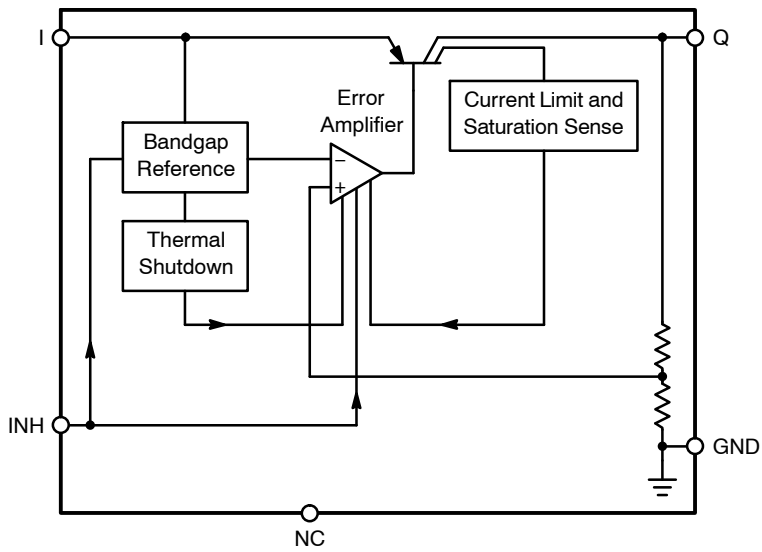 I
Q
Error
Amplifier
Current Limit and
Saturation Sense
Bandgap
Reference
−
+
Thermal
Shutdown
INH
GND
NC